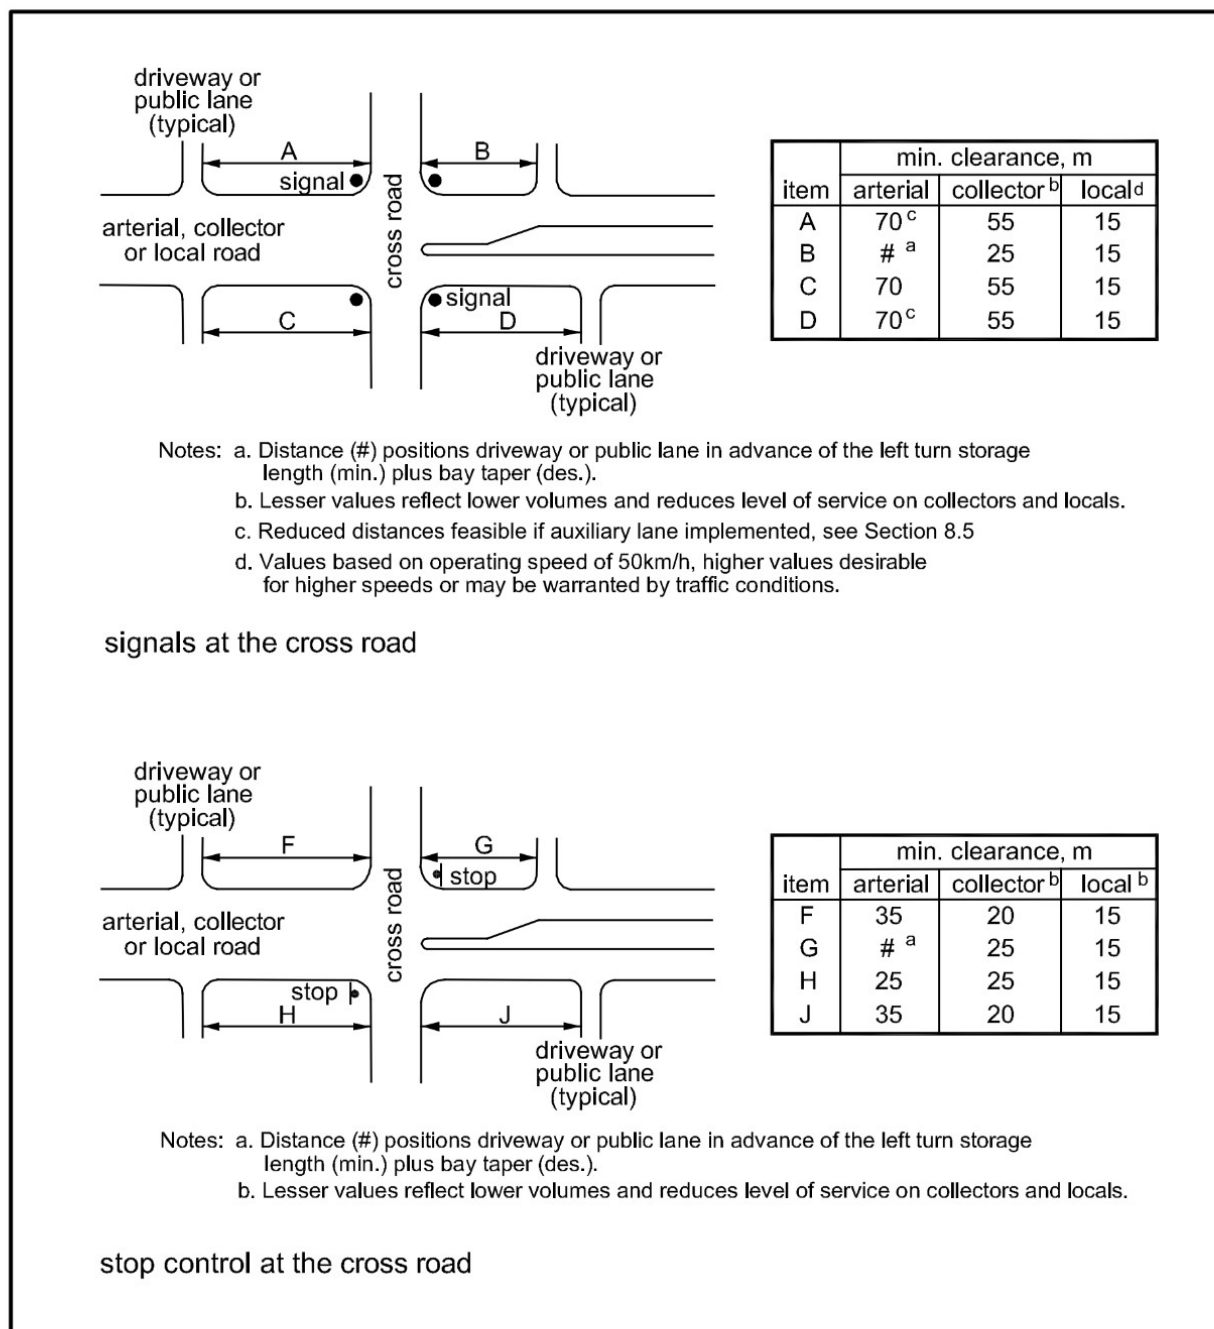 driveway or
public lane
(typical)
A
B
signal
cross road
arterial, collector
or local road
signal
C
D
driveway or
public lane
(typical)
min. clearance, m
item arterial collector b local d
A 70 c 55 15
B # a 25 15
C 70 55 15
D 70 c 55 15
Notes: a. Distance (#) positions driveway or public lane in advance of the left turn storage
length (min.) plus bay taper (des.).
b. Lesser values reflect lower volumes and reduces level of service on collectors and locals.
c. Reduced distances feasible if auxiliary lane implemented, see Section 8.5
d. Values based on operating speed of 50km/h, higher values desirable
for higher speeds or may be warranted by traffic conditions.
signals at the cross road
driveway or
public lane
(typical)
F
G
stop
cross road
arterial, collector
or local road
stop
H
J
driveway or
public lane
(typical)
min. clearance, m
item arterial collector b local b
F 35 20 15
G # a 25 15
H 25 25 15
J 35 20 15
Notes: a. Distance (#) positions driveway or public lane in advance of the left turn storage
length (min.) plus bay taper (des.).
b. Lesser values reflect lower volumes and reduces level of service on collectors and locals.
stop control at the cross road